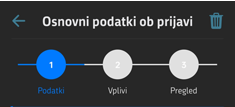 Osnovni podatki ob prijavi
1 2 3
Podatki Vplivi Pregled